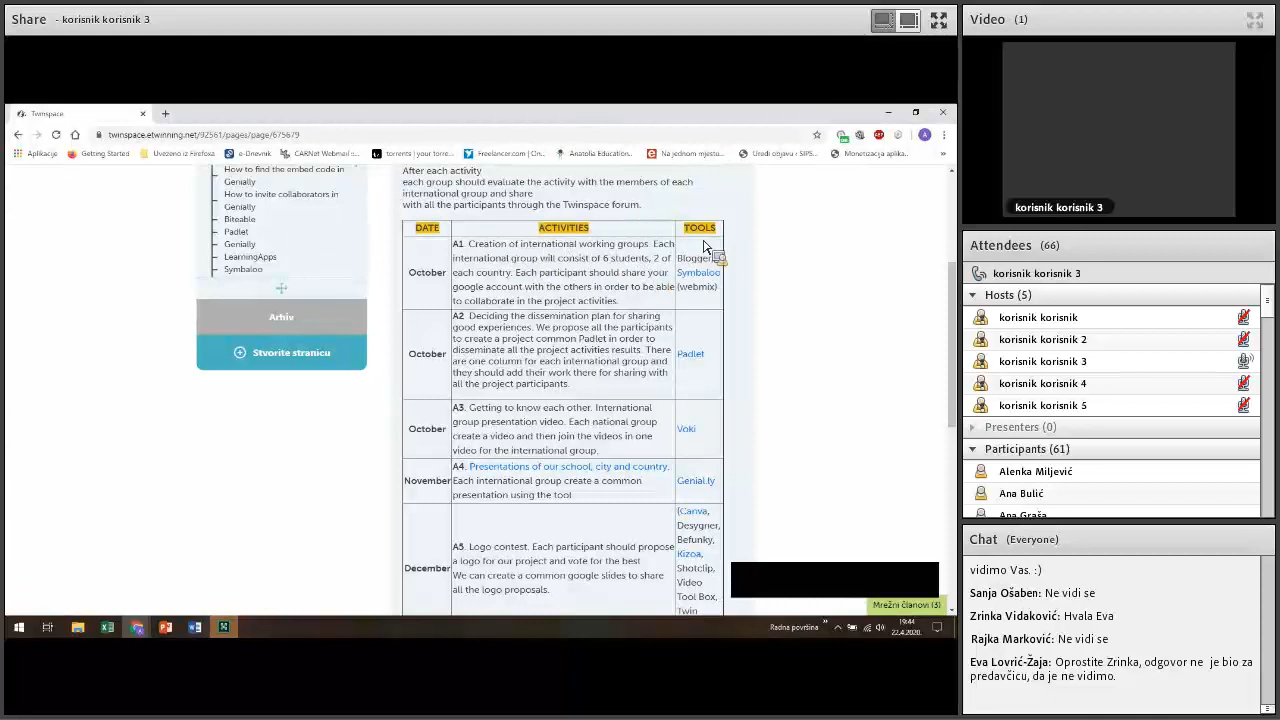 Share - korisnik korisnik 3
Twinspace
twinspace.etwinning.net/92561/pages/page/675679
A
Aplikacije
Getting Started
Uvezeno iz Firefoxa
e-Dnevnik
CARNet Webmail ::...
torrents | your torre...
Freelancer.com | On...
Anatolia Education...
Na jednom mjestu...
Uredi objavu | SIPS...
Monetizacija apelika...
»
How to find the embed code in
Genially
How to invite collaborators in
Genially
Biteable
Padlet
Genially
LearningApps
Symbaloo
Arhiv
Stvorite stranicu
After each activity
each group should evaluate the activity with the members of each
international group and share
with all the participants through the Twinspace forum.
DATE ACTIVITIES TOOLS
October
A1. Creation of international working groups. Each
international group will consist of 6 students, 2 of
each country. Each participant should share your
google account with the others in order to be able
to collaborate in the project activities.
Blogger,
Symbaloo
(webmix)
October
A2. Deciding the dissemination plan for sharing
good experiences. We propose all the participants
to create a project common Padlet in order to
disseminate all the project activities results. There
are one column for each international group and
they should add their work there for sharing with
all the project participants.
Padlet
October
A3. Getting to know each other. International
group presentation video. Each national group
create a video and then join the videos in one
video for the international group.
Voki
November
A4. Presentations of our school, city and country.
Each international group create a common
presentation using the tool
Genial.ly
December
A5. Logo contest. Each participant should propose
a logo for our project and vote for the best
We can create a common google slides to share
all the logo proposals.
(Canva,
Desygner,
Befunky,
Kizoa,
Shotclip,
Video
Tool Box,
Twin
Mrežni članovi (3)
Radna površina
»
19:44
22.4.2020.
Video (1)
korisnik korisnik 3
Attendees (66)
korisnik korisnik 3
Hosts (5)
korisnik korisnik
korisnik korisnik 2
korisnik korisnik 3
korisnik korisnik 4
korisnik korisnik 5
Presenters (0)
Participants (61)
Alenka Miljević
Ana Bulić
Ana Graša
Chat (Everyone)
vidimo Vas. :)
Sanja Ošaben: Ne vidi se
Zrinka Vidaković: Hvala Eva
Rajka Marković: Ne vidi se
Eva Lovrić-Žaja: Oprostite Zrinka, odgovor ne je bio za
predavčicu, da je ne vidimo.